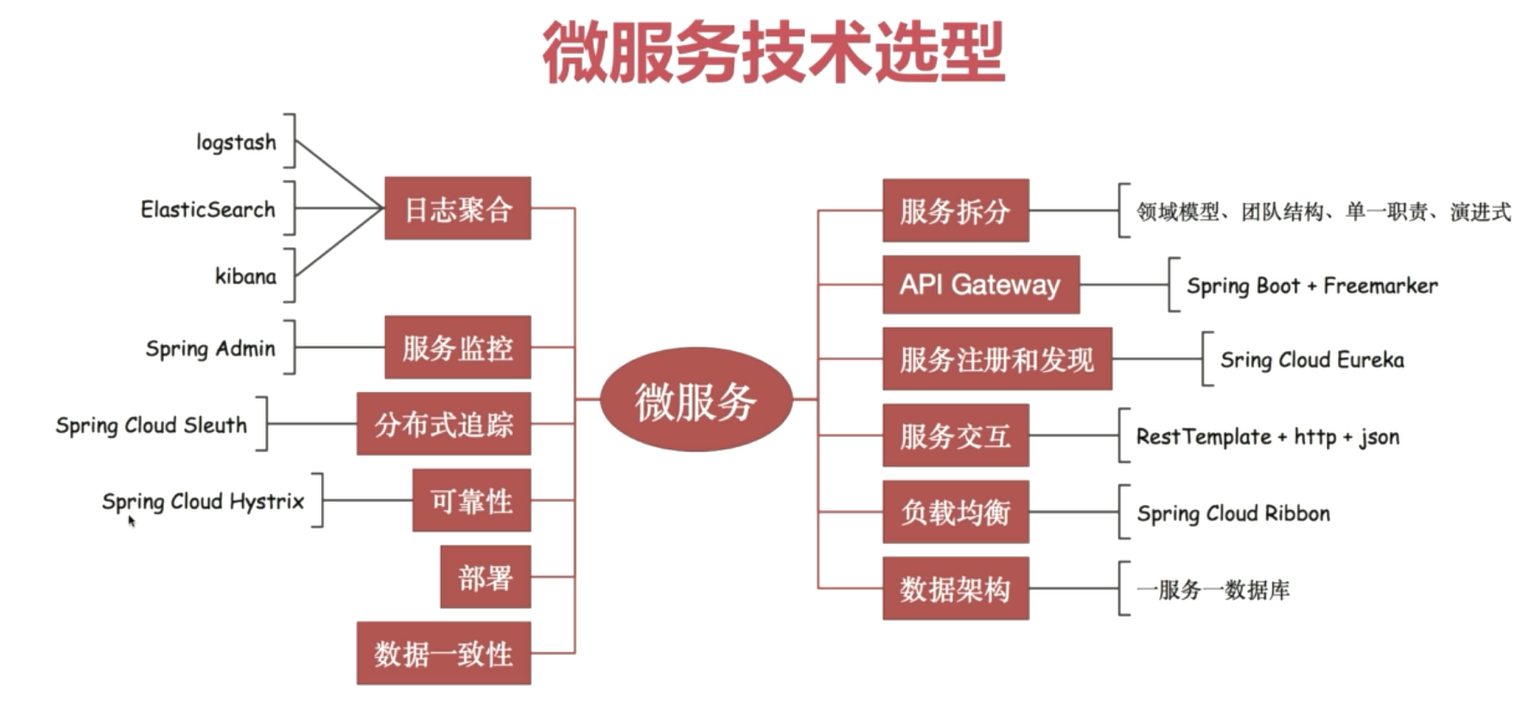 微服务技术选型
logstash
ElasticSearch
kibana
日志聚合
Spring Admin
服务监控
Spring Cloud Sleuth
分布式追踪
Spring Cloud Hystrix
可靠性
部署
数据一致性
微服务
服务拆分
领域模型、团队结构、单一职责、演进式
API Gateway
Spring Boot + Freemarker
服务注册和发现
Sring Cloud Eureka
服务交互
RestTemplate + http + json
负载均衡
Spring Cloud Ribbon
数据架构
一服务一数据库